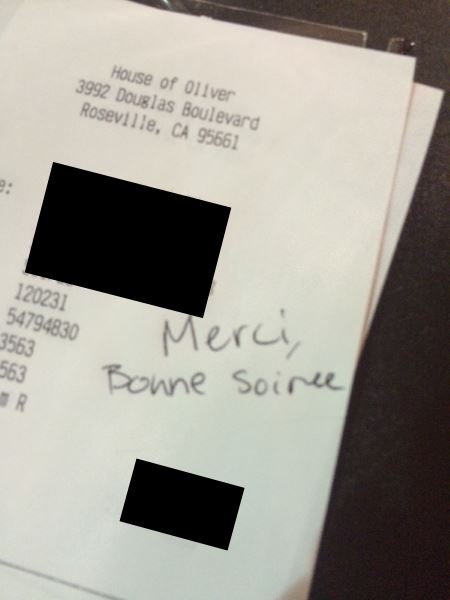 House of Oliver
3992 Douglas Boulevard
Roseville, CA 95661
e:
120231
54794830
3563
563
m R
Merci,
Bonne Soiree